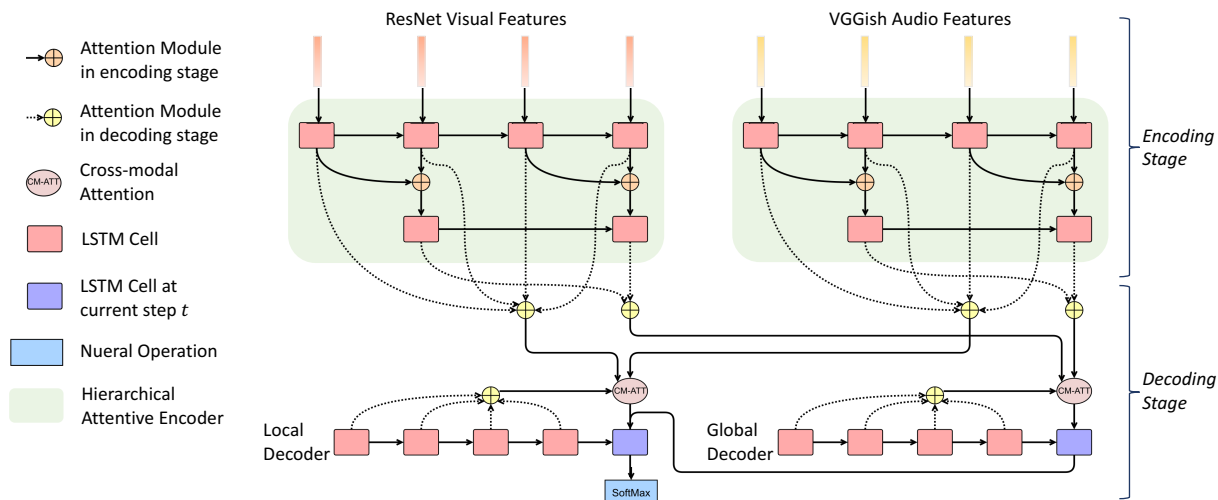 ResNet Visual Features
VGGish Audio Features
Attention Module
in encoding stage
Attention Module
in decoding stage
CM-ATT
Cross-modal
Attention
LSTM Cell
LSTM Cell at
current step t
Nueral Operation
Hierarchical
Attentive Encoder
Encoding
Stage
Decoding
Stage
CM-ATT
CM-ATT
Local
Decoder
Global
Decoder
SoftMax